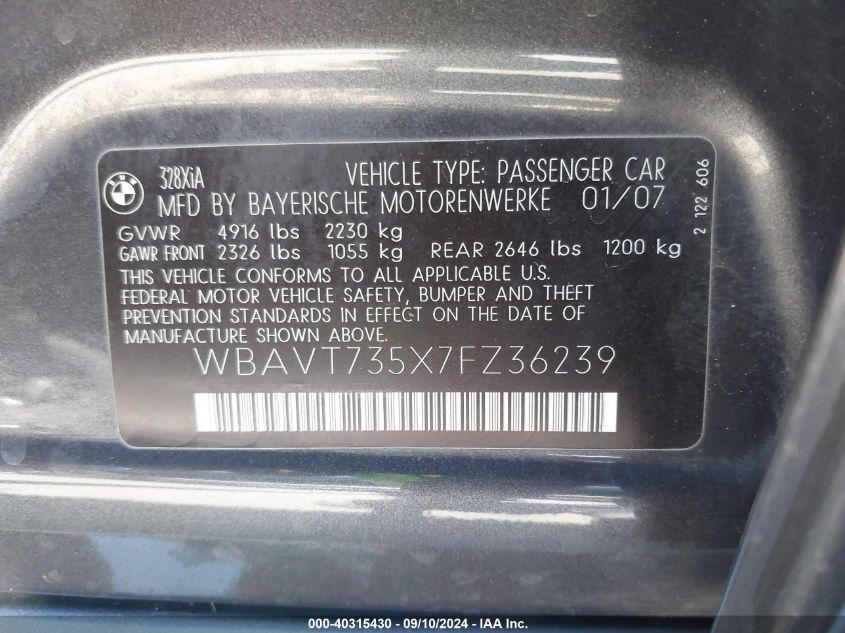 328XiA VEHICLE TYPE: PASSENGER CAR
MFD BY BAYERISCHE MOTORENWERKE 01/07
GVWR 4916 lbs 2230 kg
GAWR FRONT 2326 lbs 1055 kg REAR 2646 lbs 1200 kg
THIS VEHICLE CONFORMS TO ALL APPLICABLE U.S.
FEDERAL MOTOR VEHICLE SAFETY, BUMPER AND THEFT
PREVENTION STANDARDS IN EFFECT ON THE DATE OF
MANUFACTURE SHOWN ABOVE.
WBAVT735X7FZ36239
2 122 606
000-40315430 - 09/10/2024 - IAA Inc.